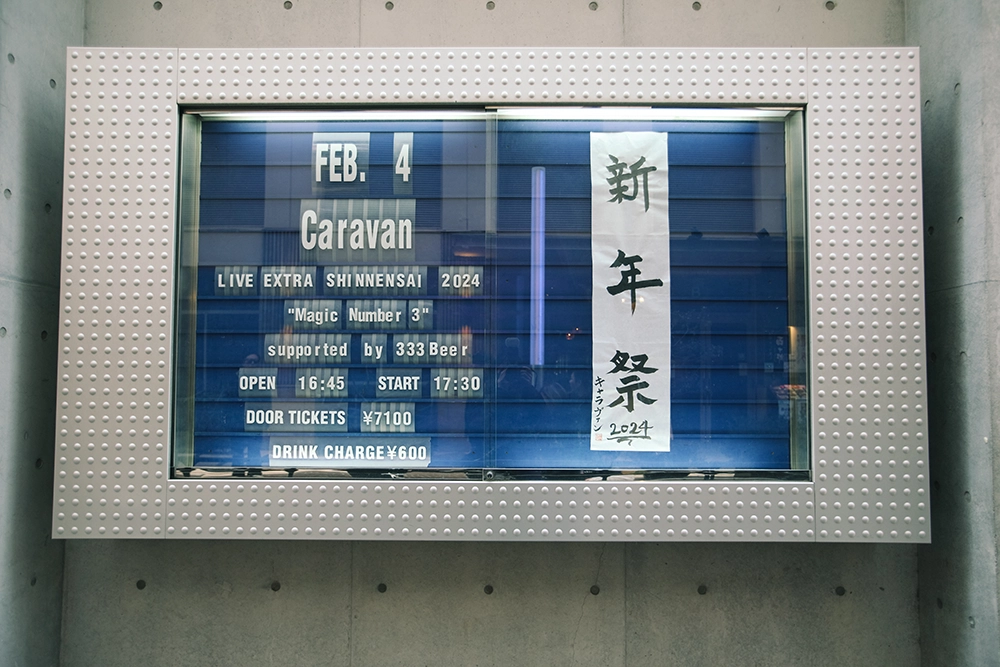 FEB. 4
Caravan
LIVE EXTRA SHINNENSAI 2024
"Magic Number 3"
supported by 333Beer
OPEN 16:45 START 17:30
DOOR TICKETS ¥7100
DRINK CHARGE¥600
新年祭
キャラヴァン
2024